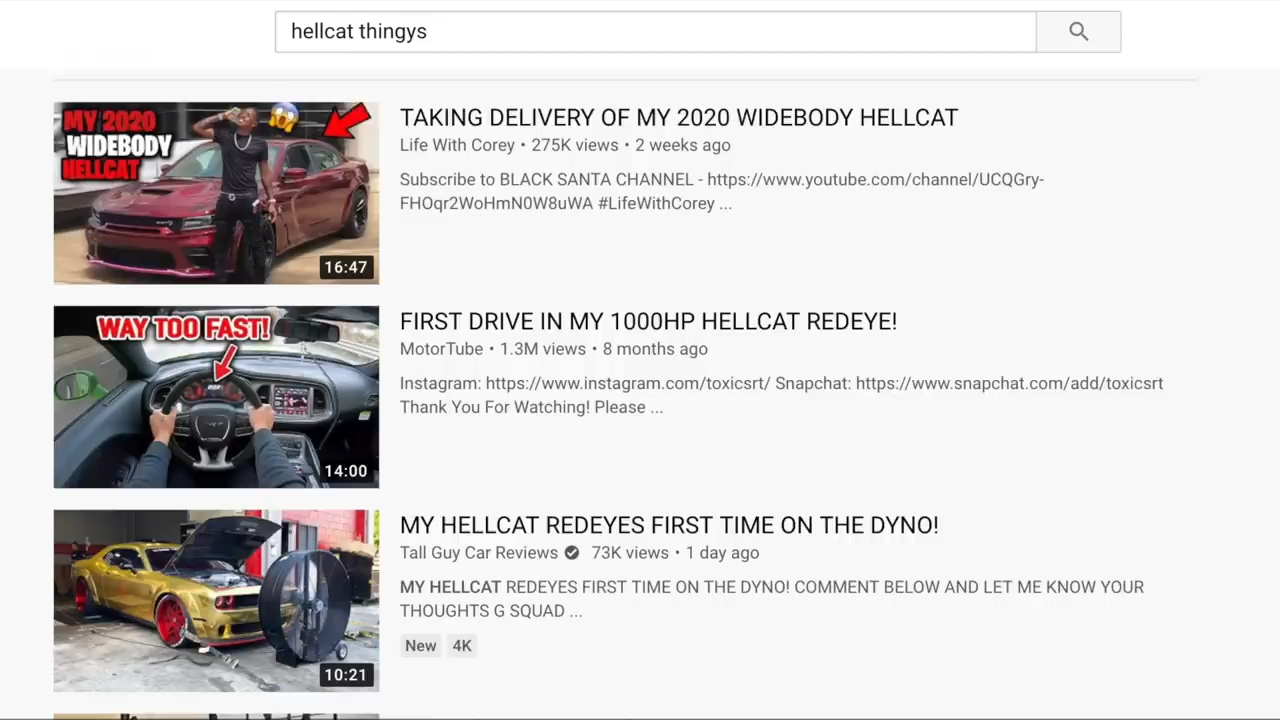 hellcat thingys
MY 2020
WIDEBODY
HELLCAT
16:47
TAKING DELIVERY OF MY 2020 WIDEBODY HELLCAT
Life With Corey • 275K views • 2 weeks ago
Subscribe to BLACK SANTA CHANNEL - https://www.youtube.com/channel/UCQGry-
FHOqr2WoHmN0W8uWA #LifeWithCorey ...
WAY TOO FAST!
14:00
FIRST DRIVE IN MY 1000HP HELLCAT REDEYE!
MotorTube • 1.3M views • 8 months ago
Instagram: https://www.instagram.com/toxicsrt/ Snapchat: https://www.snapchat.com/add/toxicsrt
Thank You For Watching! Please ...
10:21
MY HELLCAT REDEYES FIRST TIME ON THE DYNO!
Tall Guy Car Reviews 73K views • 1 day ago
MY HELLCAT REDEYES FIRST TIME ON THE DYNO! COMMENT BELOW AND LET ME KNOW YOUR
THOUGHTS G SQUAD ...
New 4K